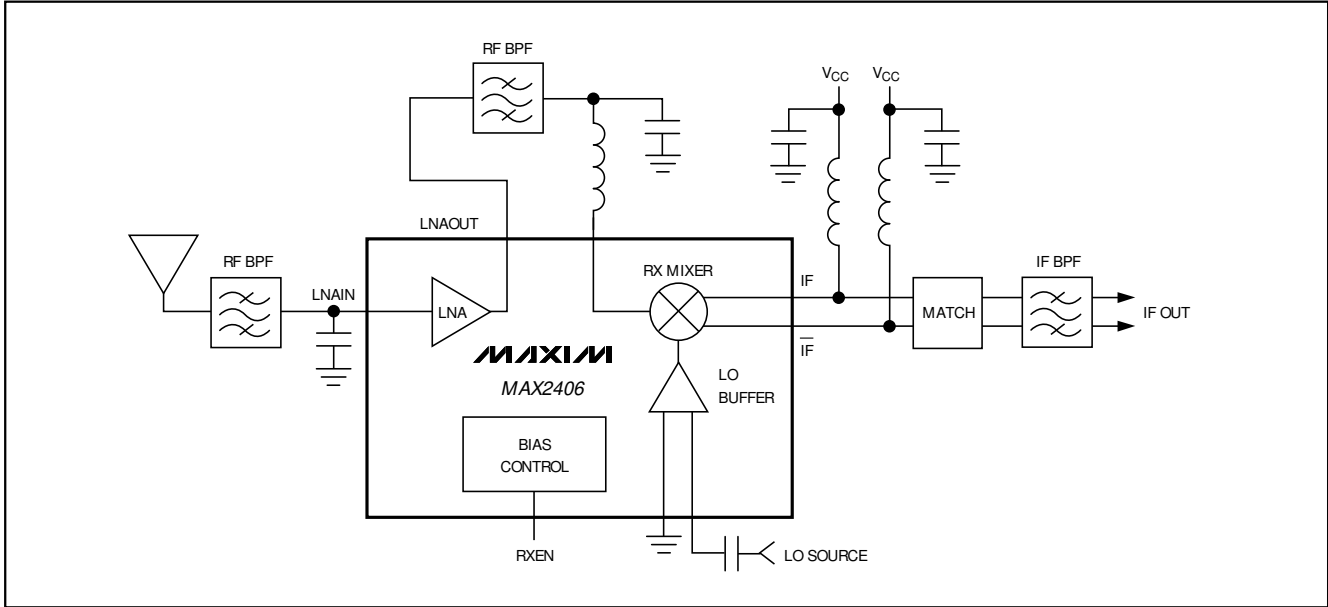 RF BPF
VCC VCC
LNAOUT
RF BPF
LNAIN
LNA
RX MIXER
IF
IF
MATCH
IF BPF
IF OUT
MAXIM
MAX2406
LO
BUFFER
BIAS
CONTROL
RXEN
LO SOURCE